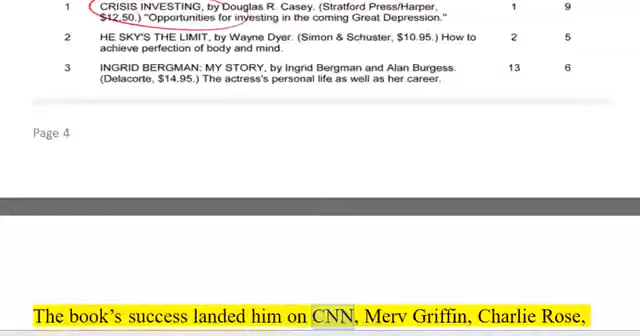 1 CRISIS INVESTING, by Douglas R. Casey. (Stratford Press/Harper, 1 9
$12.50.) "Opportunities for investing in the coming Great Depression."
2 HE SKY'S THE LIMIT, by Wayne Dyer. (Simon & Schuster, $10.95.) How to 2 5
achieve perfection of body and mind.
3 INGRID BERGMAN: MY STORY, by Ingrid Bergman and Alan Burgess. 13 6
(Delacorte, $14.95.) The actress's personal life as well as her career.
Page 4
The book's success landed him on CNN, Merv Griffin, Charlie Rose,